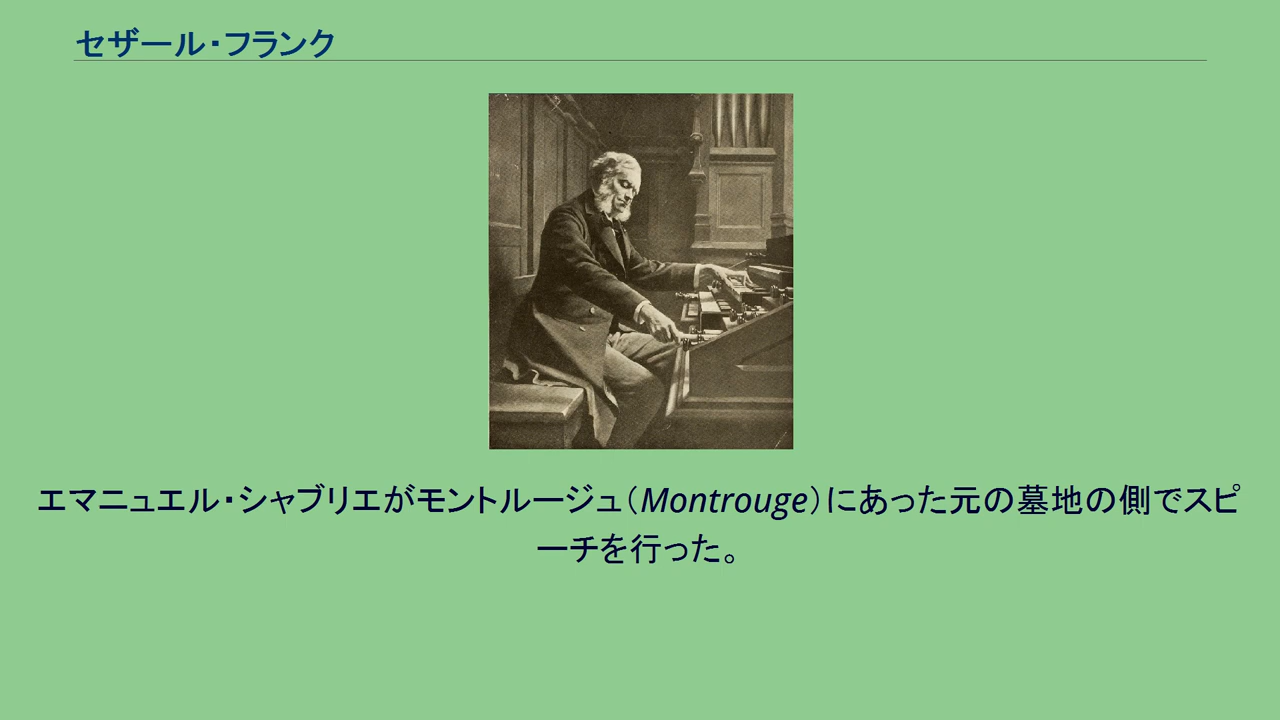 セザール・フランク
エマニュエル・シャブリエがモントルージュ（Montrouge）にあった元の墓地の側でスピ
ーチを行った。